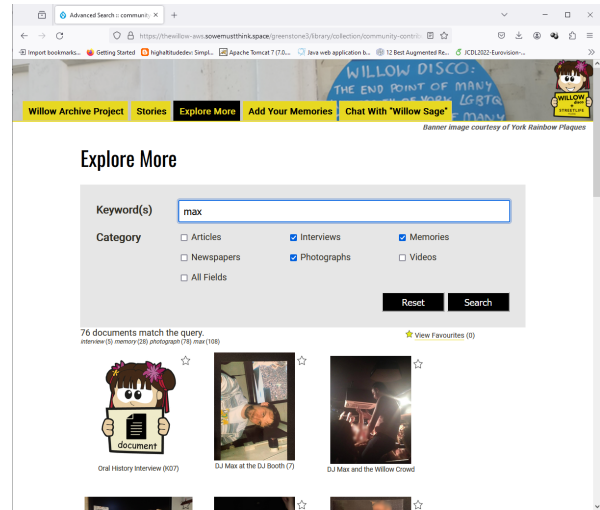 Advanced Search :: community
https://thewillow-aws.sowemustthink.space/greenstone3/library/collection/community-contrib
Import bookmarks... Getting Started highaltitudedev: Simpl... Apache Tomcat 7 (7.0.... Java web application b... 12 Best Augmented Re... JCDL2022-Eurovision-...
WILLOW DISCO:
THE END POINT OF MANY
YORK LGBTQ
MANY
WILLOW
disco
STREETLIFE
Willow Archive Project Stories Explore More Add Your Memories Chat With "Willow Sage"
Banner image courtesy of York Rainbow Plaques
Explore More
Keyword(s) max
Category Articles Interviews Memories
Newspapers Photographs Videos
All Fields
Reset Search
76 documents match the query.
interview (5) memory (28) photograph (78) max (108)
View Favourites (0)
document
Oral History Interview (K07) DJ Max at the DJ Booth (7) DJ Max and the Willow Crowd